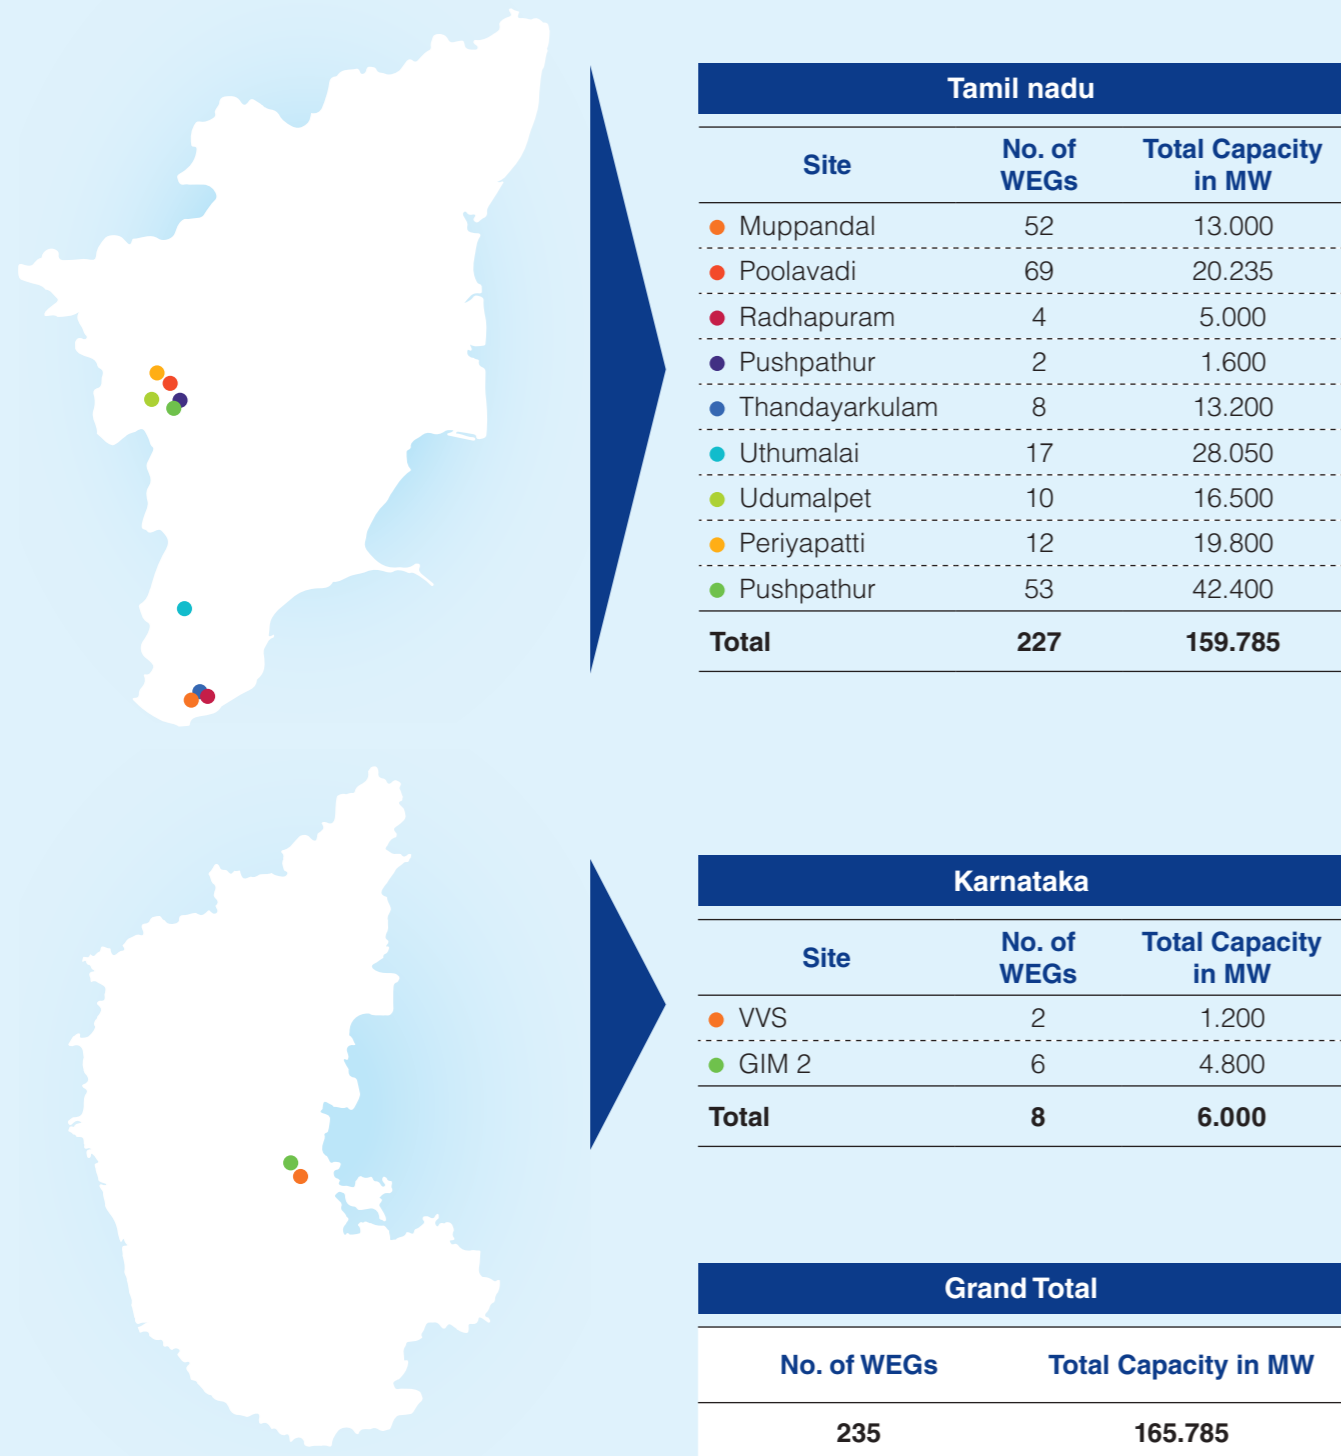 Tamil nadu
Site No. of WEGs Total Capacity in MW
Muppandal 52 13.000
Poolavadi 69 20.235
Radhapuram 4 5.000
Pushpathur 2 1.600
Thandayarkulam 8 13.200
Uthumalai 17 28.050
Udumalpet 10 16.500
Periyapatti 12 19.800
Pushpathur 53 42.400
Total 227 159.785
Karnataka
Site No. of WEGs Total Capacity in MW
VVS 2 1.200
GIM 2 6 4.800
Total 8 6.000
Grand Total
No. of WEGs Total Capacity in MW
235 165.785